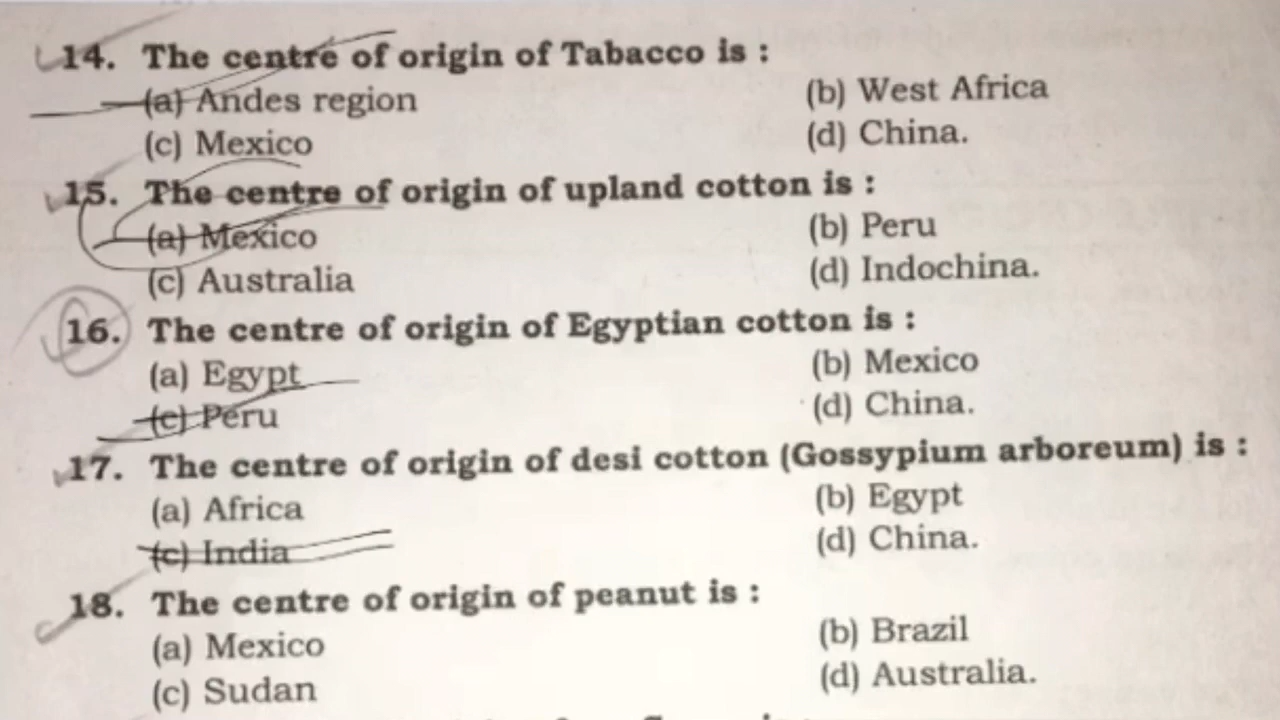 14. The centre of origin of Tabacco is :
(a) Andes region (b) West Africa
(c) Mexico (d) China.
15. The centre of origin of upland cotton is :
(a) Mexico (b) Peru
(c) Australia (d) Indochina.
16. The centre of origin of Egyptian cotton is :
(a) Egypt (b) Mexico
(c) Peru (d) China.
17. The centre of origin of desi cotton (Gossypium arboreum) is :
(a) Africa (b) Egypt
(c) India (d) China.
18. The centre of origin of peanut is :
(a) Mexico (b) Brazil
(c) Sudan (d) Australia.